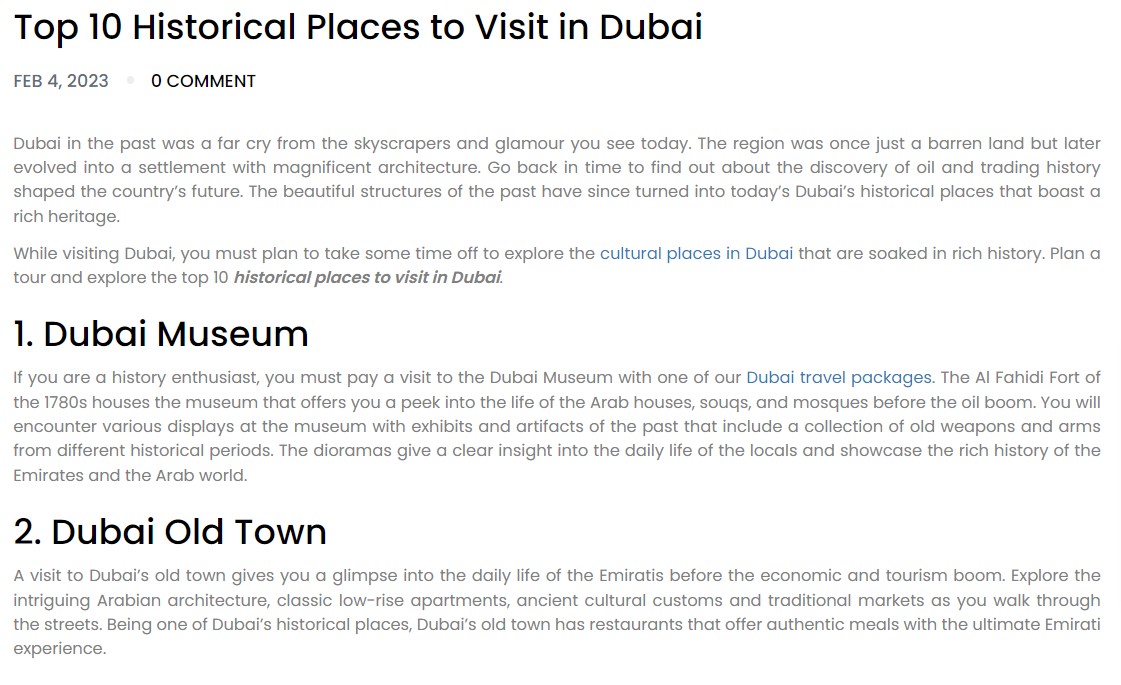 Top 10 Historical Places to Visit in Dubai
FEB 4, 2023 0 COMMENT
Dubai in the past was a far cry from the skyscrapers and glamour you see today. The region was once just a barren land but later
evolved into a settlement with magnificent architecture. Go back in time to find out about the discovery of oil and trading history
shaped the country’s future. The beautiful structures of the past have since turned into today’s Dubai’s historical places that boast a
rich heritage.
While visiting Dubai, you must plan to take some time off to explore the cultural places in Dubai that are soaked in rich history. Plan a
tour and explore the top 10 historical places to visit in Dubai.
1. Dubai Museum
If you are a history enthusiast, you must pay a visit to the Dubai Museum with one of our Dubai travel packages. The Al Fahidi Fort of
the 1780s houses the museum that offers you a peek into the life of the Arab houses, souqs, and mosques before the oil boom. You will
encounter various displays at the museum with exhibits and artifacts of the past that include a collection of old weapons and arms
from different historical periods. The dioramas give a clear insight into the daily life of the locals and showcase the rich history of the
Emirates and the Arab world.
2. Dubai Old Town
A visit to Dubai’s old town gives you a glimpse into the daily life of the Emiratis before the economic and tourism boom. Explore the
intriguing Arabian architecture, classic low-rise apartments, ancient cultural customs and traditional markets as you walk through
the streets. Being one of Dubai’s historical places, Dubai’s old town has restaurants that offer authentic meals with the ultimate Emirati
experience.